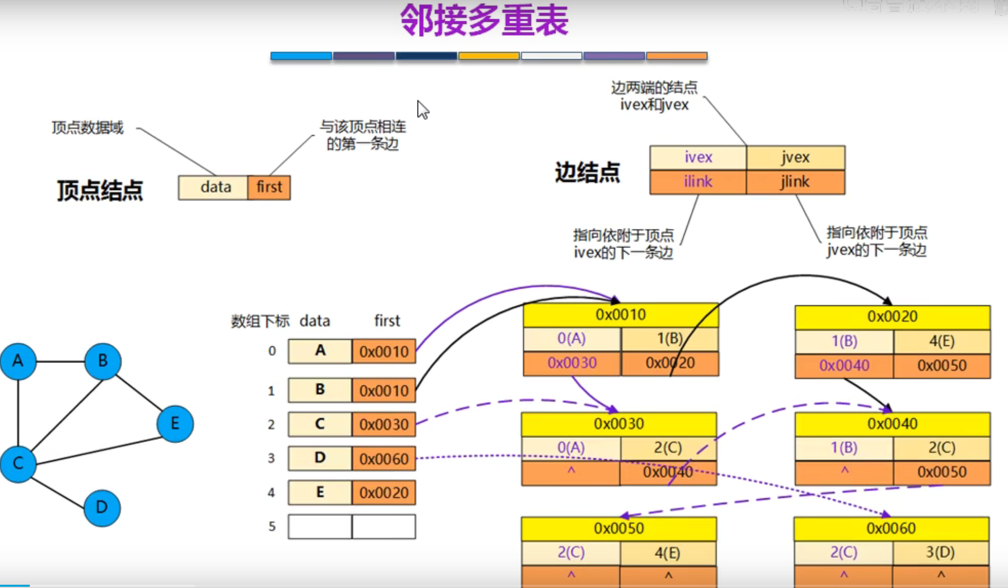 邻接多重表
边两端的结点
ivex和jvex
顶点数据域
与该顶点相连
的第一条边
顶点结点
data
first
边结点
ivex
jvex
ilink
jlink
指向依附于顶点
ivex的下一条边
指向依附于顶点
jvex的下一条边
数组下标 data first
0 A 0x0010
1 B 0x0010
2 C 0x0030
3 D 0x0060
4 E 0x0020
5
0x0010
0(A) 1(B)
0x0030 0x0020
0x0020
1(B) 4(E)
0x0040 0x0050
0x0030
0(A) 2(C)
^ 0x0040
0x0040
1(B) 2(C)
^ 0x0050
0x0050
2(C) 4(E)
^ ^
0x0060
2(C) 3(D)
^ ^
A
B
E
C
D